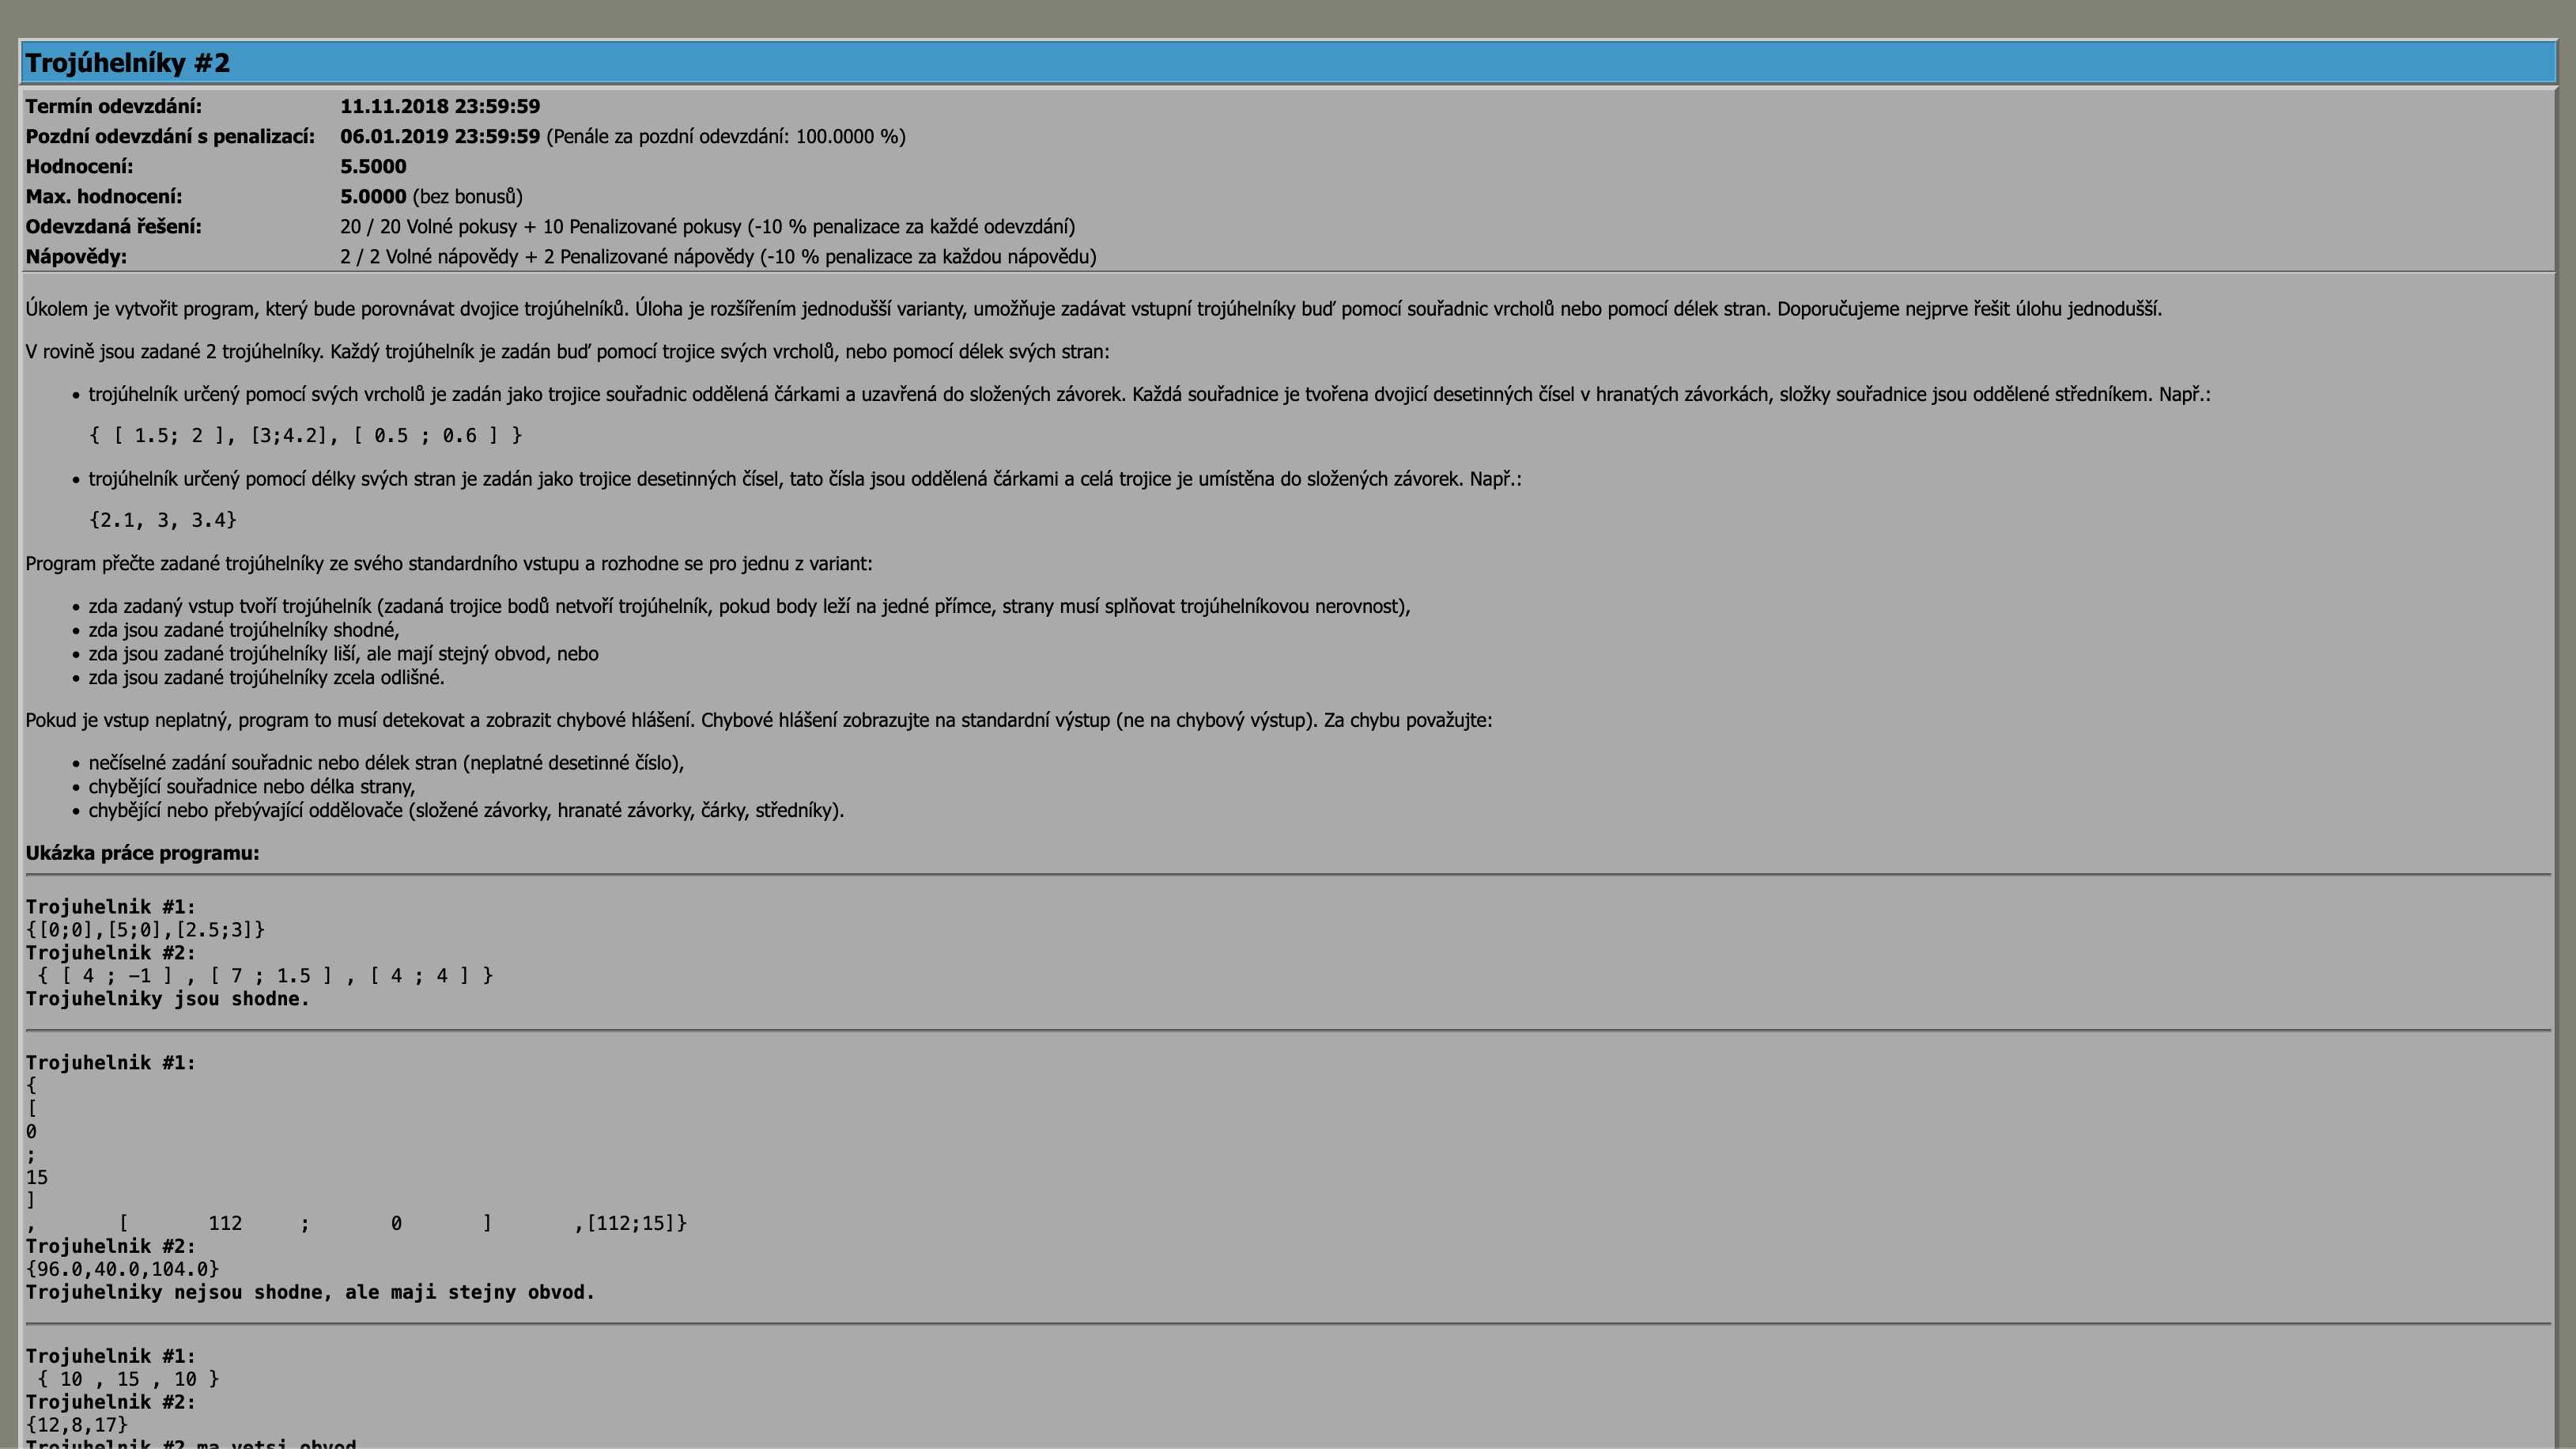 Trojúhelníky #2
Termín odevzdání: 11.11.2018 23:59:59
Pozdní odevzdání s penalizací: 06.01.2019 23:59:59 (Penále za pozdní odevzdání: 100.0000 %)
Hodnocení: 5.5000
Max. hodnocení: 5.0000 (bez bonusů)
Odevzdaná řešení: 20 / 20 Volné pokusy + 10 Penalizované pokusy (-10 % penalizace za každé odevzdání)
Nápovědy: 2 / 2 Volné nápovědy + 2 Penalizované nápovědy (-10 % penalizace za každou nápovědu)
Úkolem je vytvořit program, který bude porovnávat dvojice trojúhelníků. Úloha je rozšířením jednodušší varianty, umožňuje zadávat vstupní trojúhelníky buď pomocí souřadnic vrcholů nebo pomocí délek stran. Doporučujeme nejprve řešit úlohu jednodušší.
V rovině jsou zadané 2 trojúhelníky. Každý trojúhelník je zadán buď pomocí trojice svých vrcholů, nebo pomocí délek svých stran:
• trojúhelník určený pomocí svých vrcholů je zadán jako trojice souřadnic oddělená čárkami a uzavřená do složených závorek. Každá souřadnice je tvořena dvojicí desetinných čísel v hranatých závorkách, složky souřadnice jsou oddělené středníkem. Např.:
{ [ 1.5; 2 ], [3;4.2], [ 0.5 ; 0.6 ] }
• trojúhelník určený pomocí délky svých stran je zadán jako trojice desetinných čísel, tato čísla jsou oddělená čárkami a celá trojice je umístěna do složených závorek. Např.:
{2.1, 3, 3.4}
Program přečte zadané trojúhelníky ze svého standardního vstupu a rozhodne se pro jednu z variant:
• zda zadaný vstup tvoří trojúhelník (zadaná trojice bodů netvoří trojúhelník, pokud body leží na jedné přímce, strany musí splňovat trojúhelníkovou nerovnost),
• zda jsou zadané trojúhelníky shodné,
• zda jsou zadané trojúhelníky liší, ale mají stejný obvod, nebo
• zda jsou zadané trojúhelníky zcela odlišné.
Pokud je vstup neplatný, program to musí detekovat a zobrazit chybové hlášení. Chybové hlášení zobrazujte na standardní výstup (ne na chybový výstup). Za chybu považujte:
• nečíselné zadání souřadnic nebo délek stran (neplatné desetinné číslo),
• chybějící souřadnice nebo délka strany,
• chybějící nebo přebývající oddělovače (složené závorky, hranaté závorky, čárky, středníky).
Ukázka práce programu:
Trojuhelnik #1:
{[0;0],[5;0],[2.5;3]}
Trojuhelnik #2:
{ [ 4 ; -1 ] , [ 7 ; 1.5 ] , [ 4 ; 4 ] }
Trojuhelniky jsou shodne.
Trojuhelnik #1:
{
[
0
;
15
]
, [ 112 ; 0 ] ,[112;15]}
Trojuhelnik #2:
{96.0,40.0,104.0}
Trojuhelniky nejsou shodne, ale maji stejny obvod.
Trojuhelnik #1:
{ 10 , 15 , 10 }
Trojuhelnik #2:
{12,8,17}
Trojuhelnik #2 ma vetsi obvod.